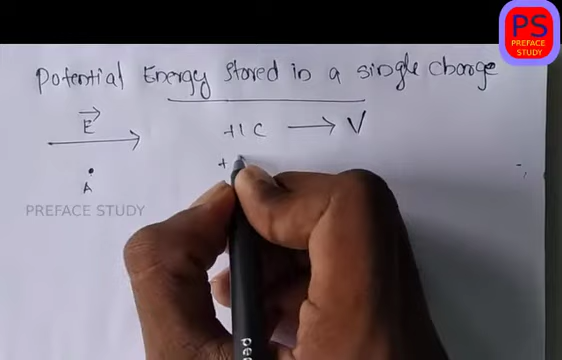 PS
PREFACE
STUDY
Potential Energy stored in a single charge
E
+1 C → V
+
A
PREFACE STUDY